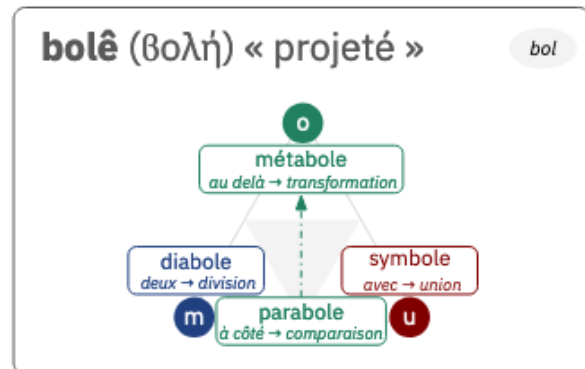 bolê (βολή) « projeté »
bol
o
métabole
au delà → transformation
diabole
deux → division
symbole
avec → union
m
parabole
à côté → comparaison
u